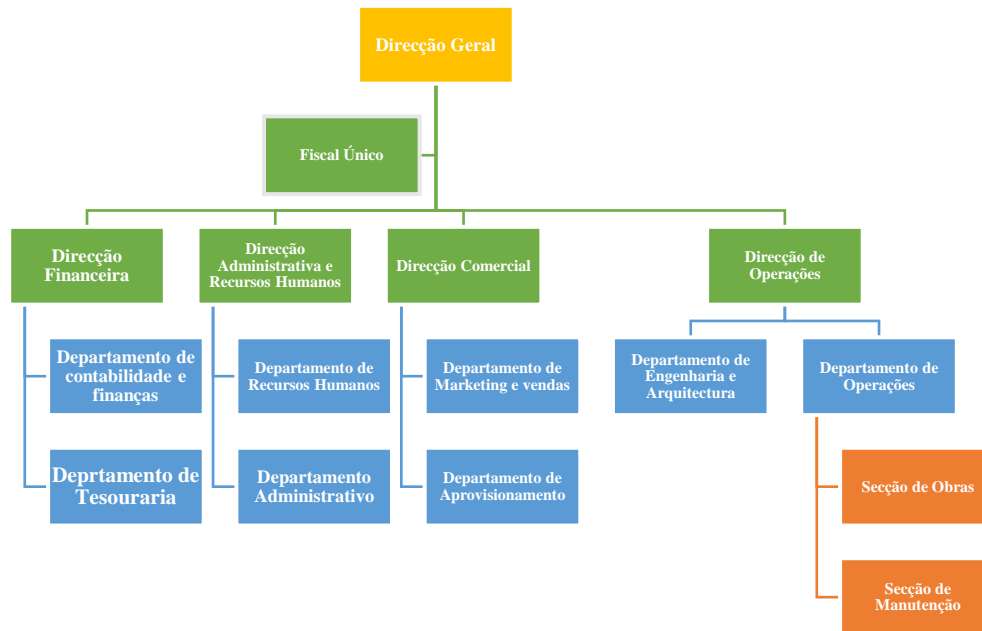 Direcção Geral
Fiscal Único
Direcção
Financeira
Direcção
Administrativa e
Recursos Humanos
Direcção Comercial
Direcção de
Operações
Departamento de
contabilidade e
finanças
Departamento de
Recursos Humanos
Departamento de
Marketing e vendas
Departamento de
Engenharia e
Arquitectura
Departamento de
Operações
Deprtamento de
Tesouraria
Departamento
Administrativo
Departamento de
Aprovisionamento
Secção de Obras
Secção de
Manutenção